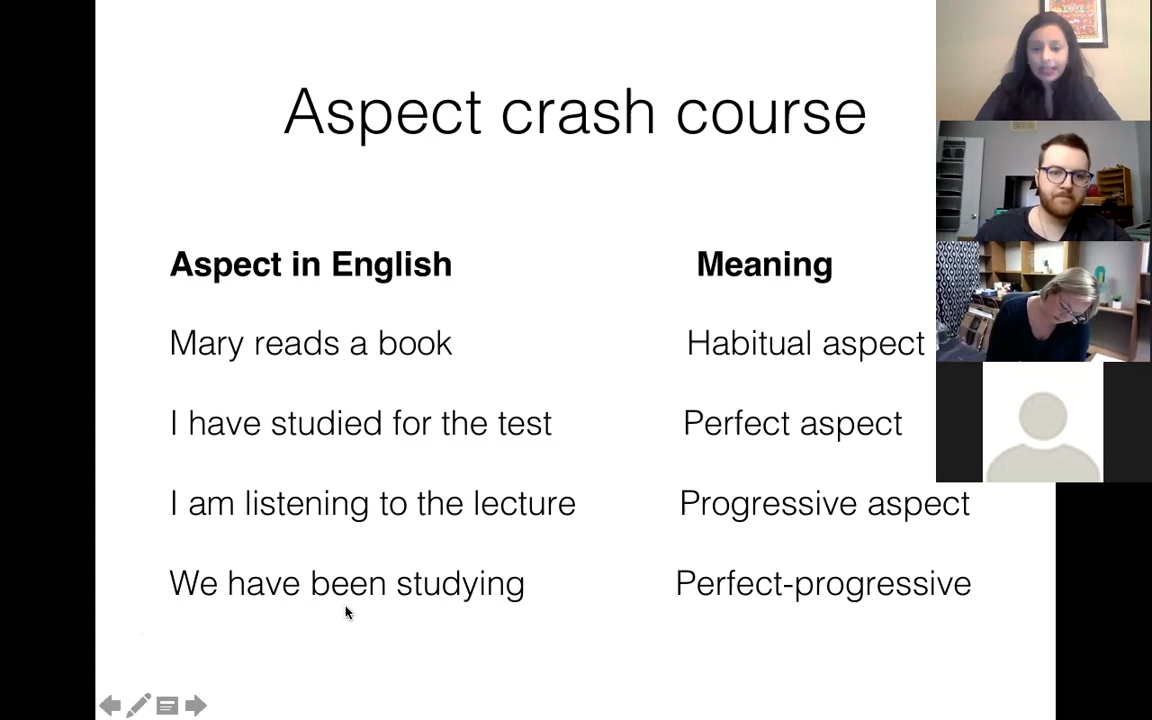 Aspect crash course
Aspect in English Meaning
Mary reads a book Habitual aspect
I have studied for the test Perfect aspect
I am listening to the lecture Progressive aspect
We have been studying Perfect-progressive